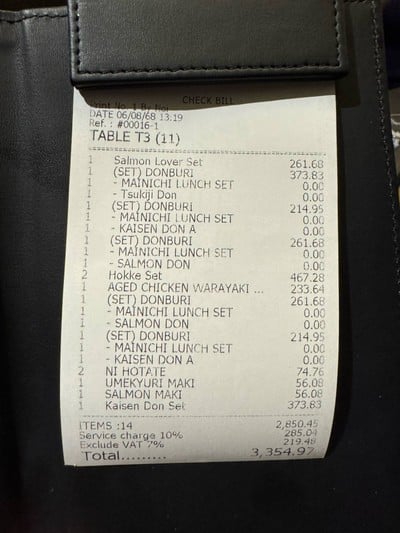 CHECK BILL
Print No. 1 By Noi
DATE 06/08/68 13:19
Ref. : #00016-1
TABLE T3 (11)
1 Salmon Lover Set 261.68
1 (SET) DONBURI 373.83
1 - MAINICHI LUNCH SET 0.00
1 - Tsukiji Don 0.00
1 (SET) DONBURI 214.95
1 - MAINICHI LUNCH SET 0.00
1 - KAISEN DON A 0.00
1 (SET) DONBURI 261.68
1 - MAINICHI LUNCH SET 0.00
1 - SALMON DON 0.00
2 Hokke Set 467.28
1 AGED CHICKEN WARAYAKI ... 233.64
1 (SET) DONBURI 261.68
1 - MAINICHI LUNCH SET 0.00
1 - SALMON DON 0.00
1 (SET) DONBURI 214.95
1 - MAINICHI LUNCH SET 0.00
1 - KAISEN DON A 0.00
2 NI HOTATE 74.76
1 UMEKYURI MAKI 56.08
1 SALMON MAKI 56.08
1 Kaisen Don Set 373.83
ITEMS :14 2,850.45
Service charge 10% 285.04
Exclude VAT 7% 219.48
Total......... 3,354.97